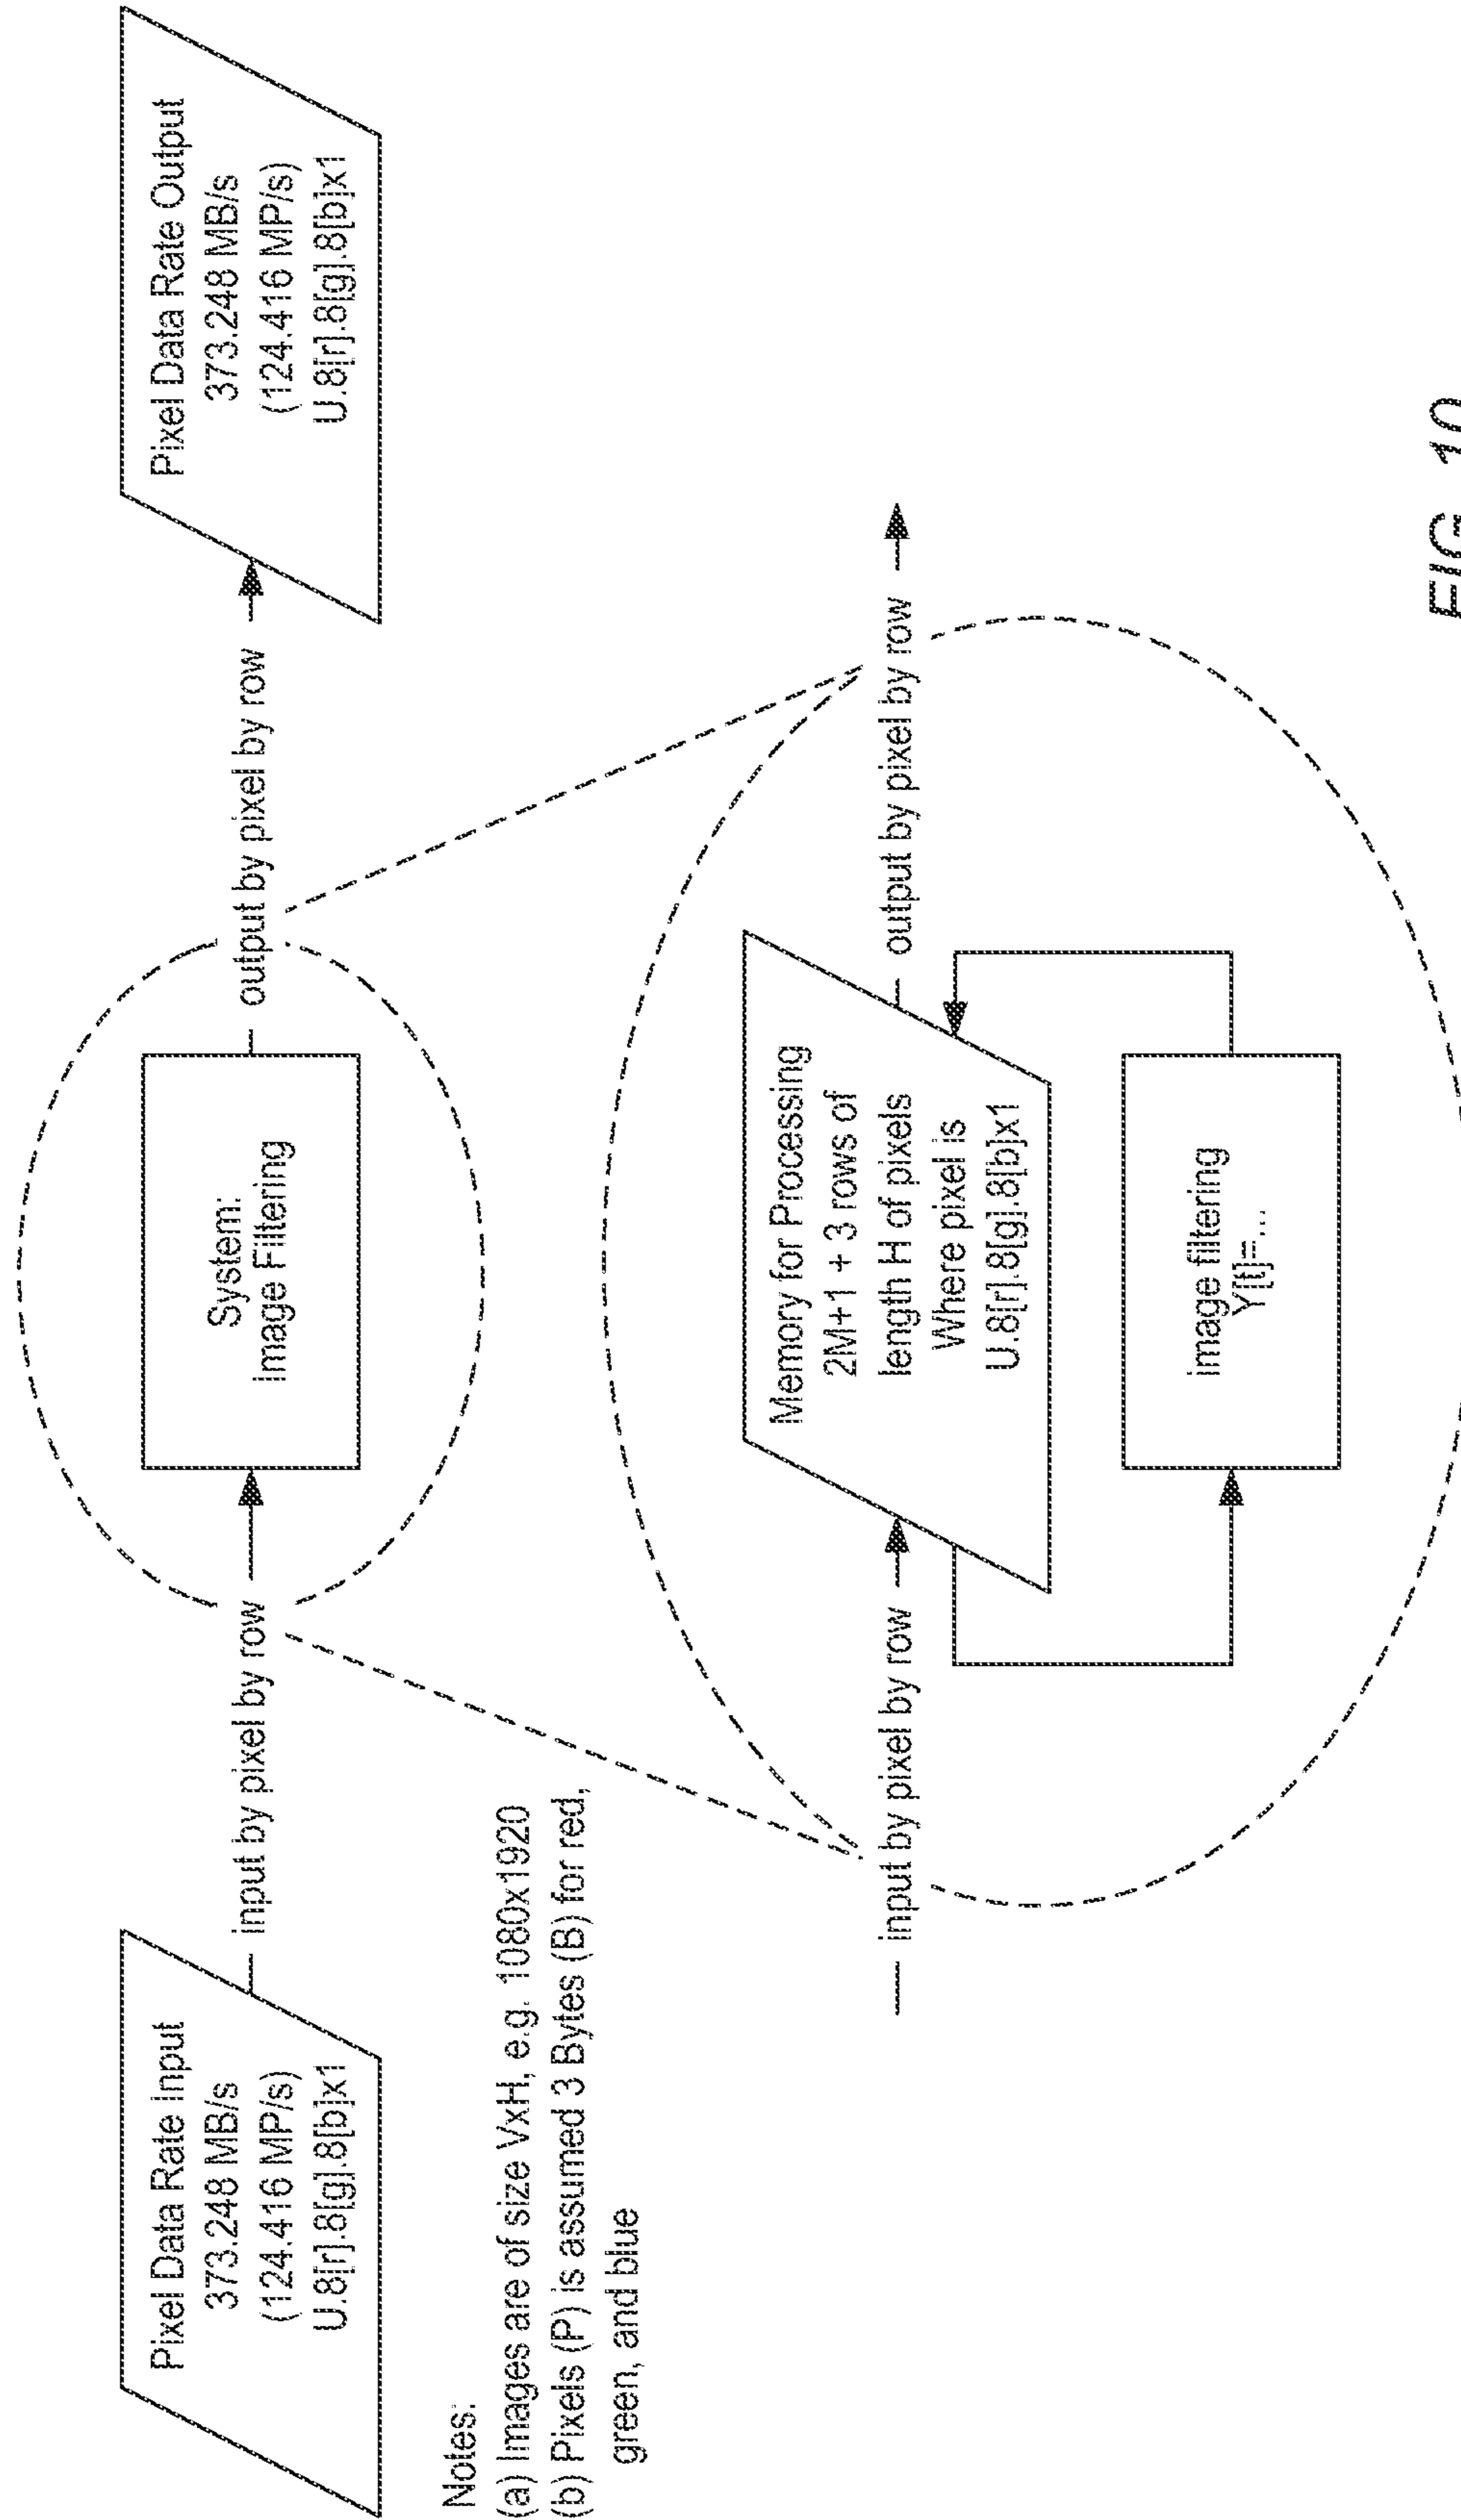 Pixel Data Rate Input
373.248 MB/s
(124.416 MP/s)
U.8[r].8[g].8[b]x1
input by pixel by row
System:
Image Filtering
output by pixel by row
Pixel Data Rate Output
373.248 MB/s
(124.416 MP/s)
U.8[r].8[g].8[b]x1
Notes:
(a) Images are of size VxH, e.g. 1080x1920
(b) Pixels (P) is assumed 3 Bytes (B) for red,
green, and blue
input by pixel by row
Memory for Processing
2M+1 + 3 rows of
length H of pixels
Where pixel is
U.8[r].8[g].8[b]x1
output by pixel by row
image filtering
Y[t]=...
FIG. 10